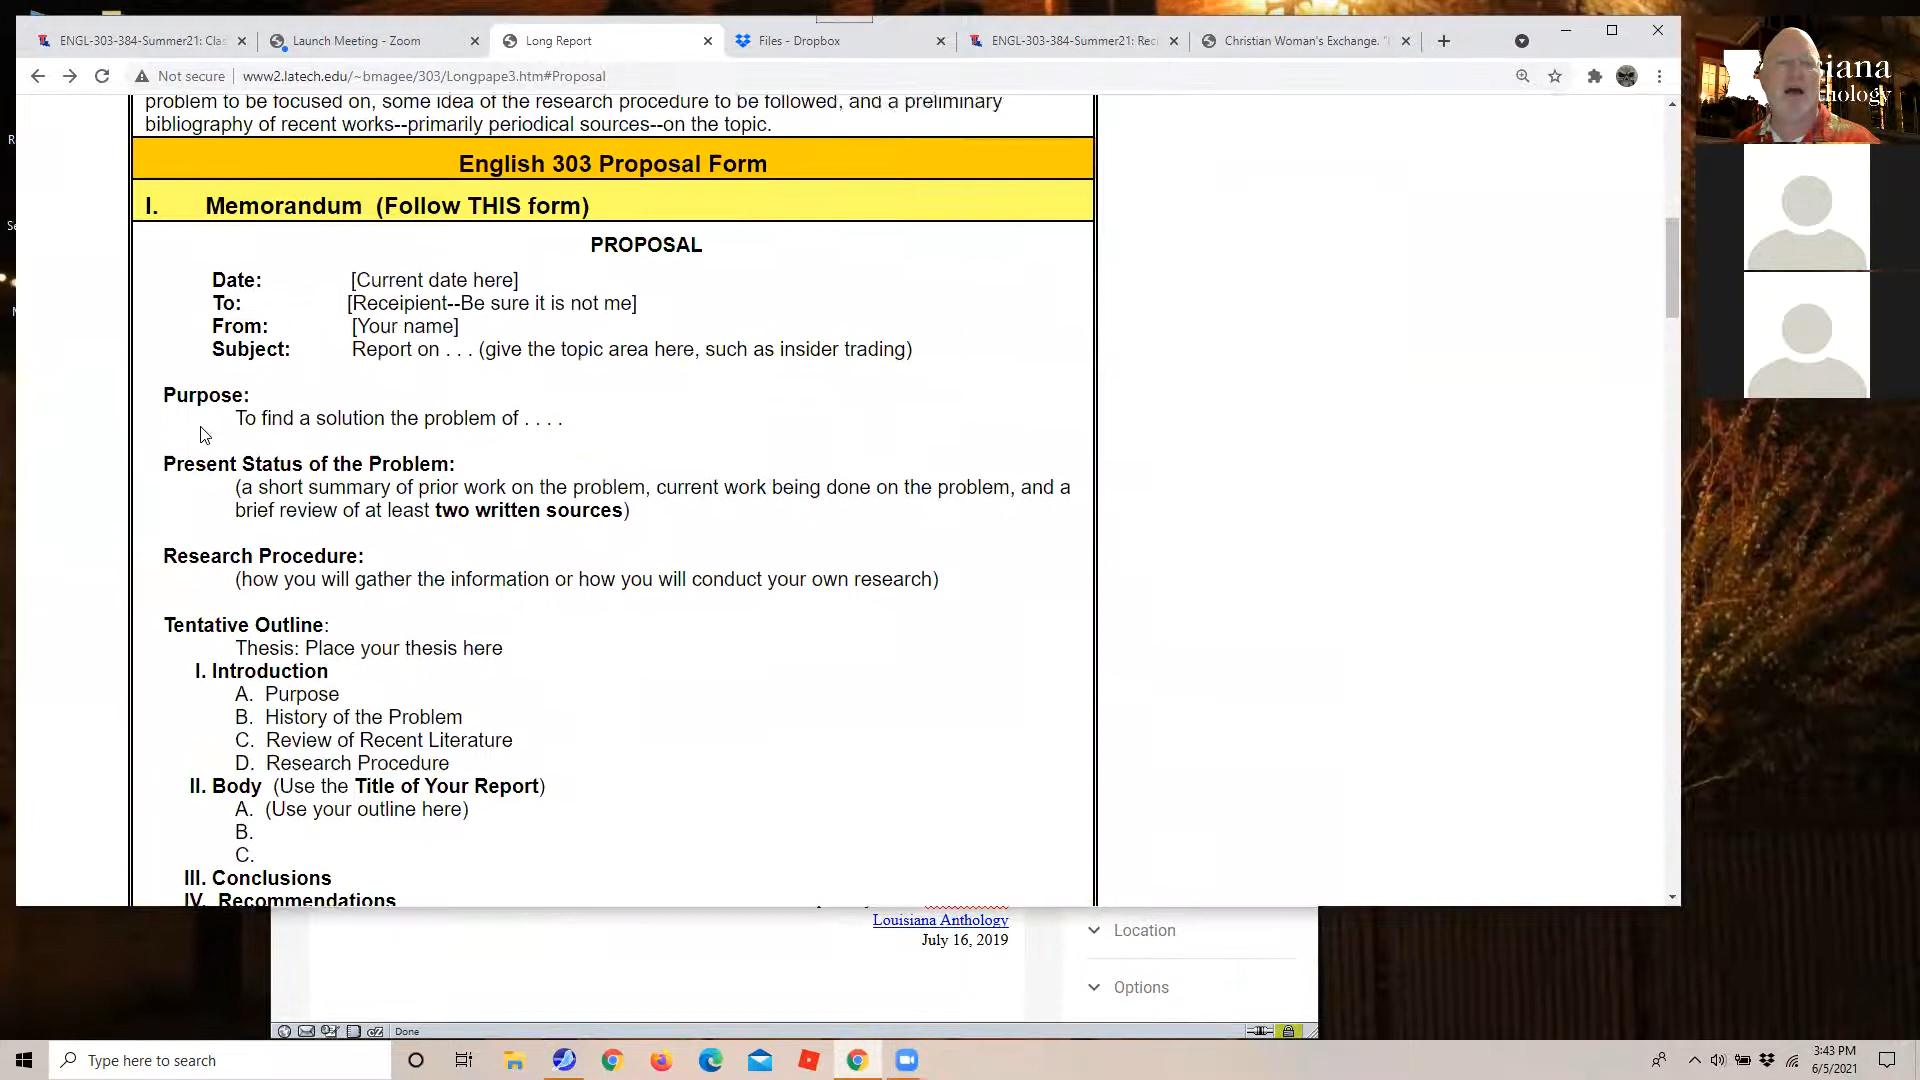 ENGL-303-384-Summer21: Clas
Launch Meeting - Zoom
Long Report
Files - Dropbox
ENGL-303-384-Summer21: Rec
Christian Woman's Exchange. "
Not secure
www2.latech.edu/~bmagee/303/Longpape3.htm#Proposal
siana
thology
problem to be focused on, some idea of the research procedure to be followed, and a preliminary
bibliography of recent works--primarily periodical sources--on the topic.
English 303 Proposal Form
I. Memorandum (Follow THIS form)
PROPOSAL
Date: [Current date here]
To: [Receipient--Be sure it is not me]
From: [Your name]
Subject: Report on . . . (give the topic area here, such as insider trading)
Purpose:
To find a solution the problem of . . . .
Present Status of the Problem:
(a short summary of prior work on the problem, current work being done on the problem, and a
brief review of at least two written sources)
Research Procedure:
(how you will gather the information or how you will conduct your own research)
Tentative Outline:
Thesis: Place your thesis here
I. Introduction
A. Purpose
B. History of the Problem
C. Review of Recent Literature
D. Research Procedure
II. Body (Use the Title of Your Report)
A. (Use your outline here)
B.
C.
III. Conclusions
IV. Recommendations
Louisiana Anthology
July 16, 2019
Location
Options
Done
Type here to search
3:43 PM
6/5/2021